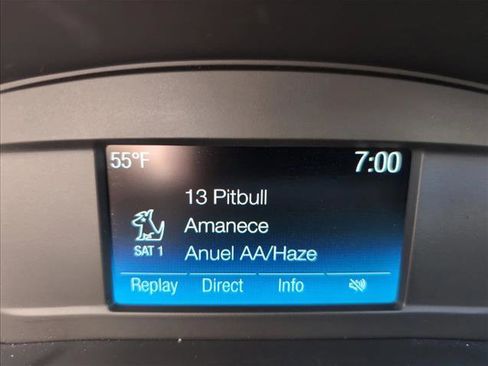 55°F 7:00
13 Pitbull
Amanece
SAT 1 Anuel AA/Haze
Replay Direct Info